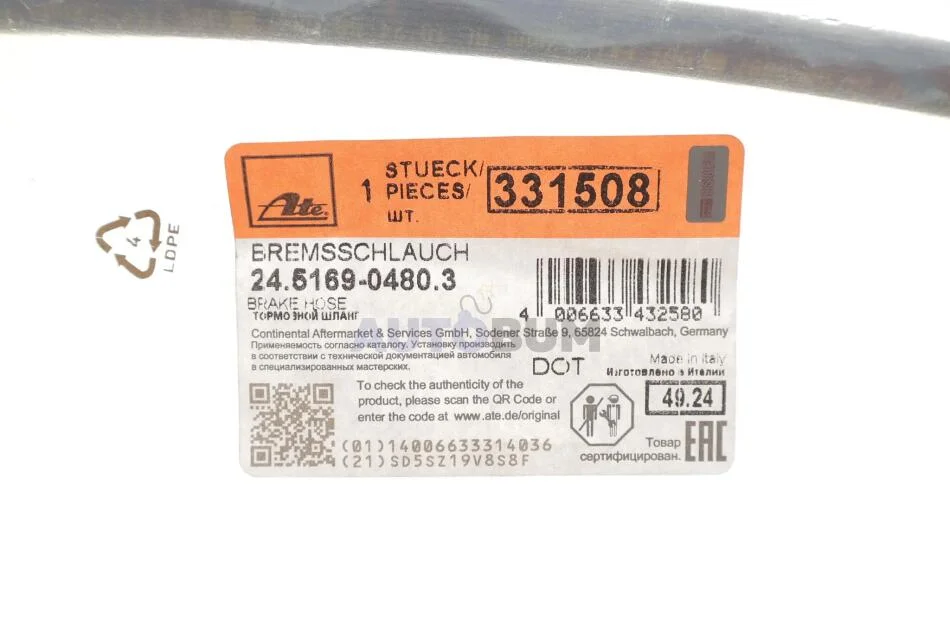 Ate
1
STUECK/
PIECES/
ШТ.
331508
4
LDPE
BREMSSCHLAUCH
24.5169-0480.3
BRAKE HOSE
ТОРМОЗНОЙ ШЛАНГ
4 006633 432580
AUTOBUM
Continental Aftermarket & Services GmbH, Sodener Straße 9, 65824 Schwalbach, Germany
Применяемость согласно каталогу. Установку производить
в соответствии с технической документацией автомобиля
в специализированных мастерских.
DOT
Made in Italy
Изготовлено в Италии
49.24
To check the authenticity of the
product, please scan the QR Code or
enter the code at www.ate.de/original
(01)14006633314036
(21)SD5SZ19V8S8F
Товар
сертифицирован.
EAC